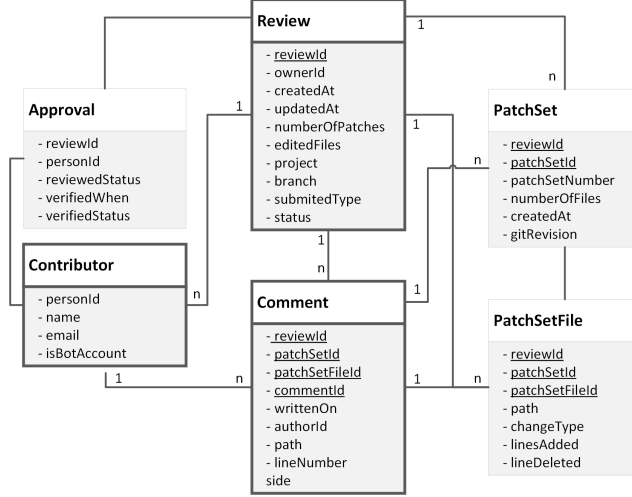 Review
- reviewId
- ownerId
- createdAt
- updatedAt
- numberOfPatches
- editedFiles
- project
- branch
- submitedType
- status
1
n
1
1
Approval
- reviewId
- personId
- reviewedStatus
- verifiedWhen
- verifiedStatus
PatchSet
- reviewId
- patchSetId
- patchSetNumber
- numberOfFiles
- createdAt
- gitRevision
n
1
n
Contributor
- personId
- name
- email
- isBotAccount
n
1
n
1
Comment
- reviewId
- patchSetId
- patchSetFileId
- commentId
- writtenOn
- authorId
- path
- lineNumber
side
1
n
PatchSetFile
- reviewId
- patchSetId
- patchSetFileId
- path
- changeType
- linesAdded
- lineDeleted